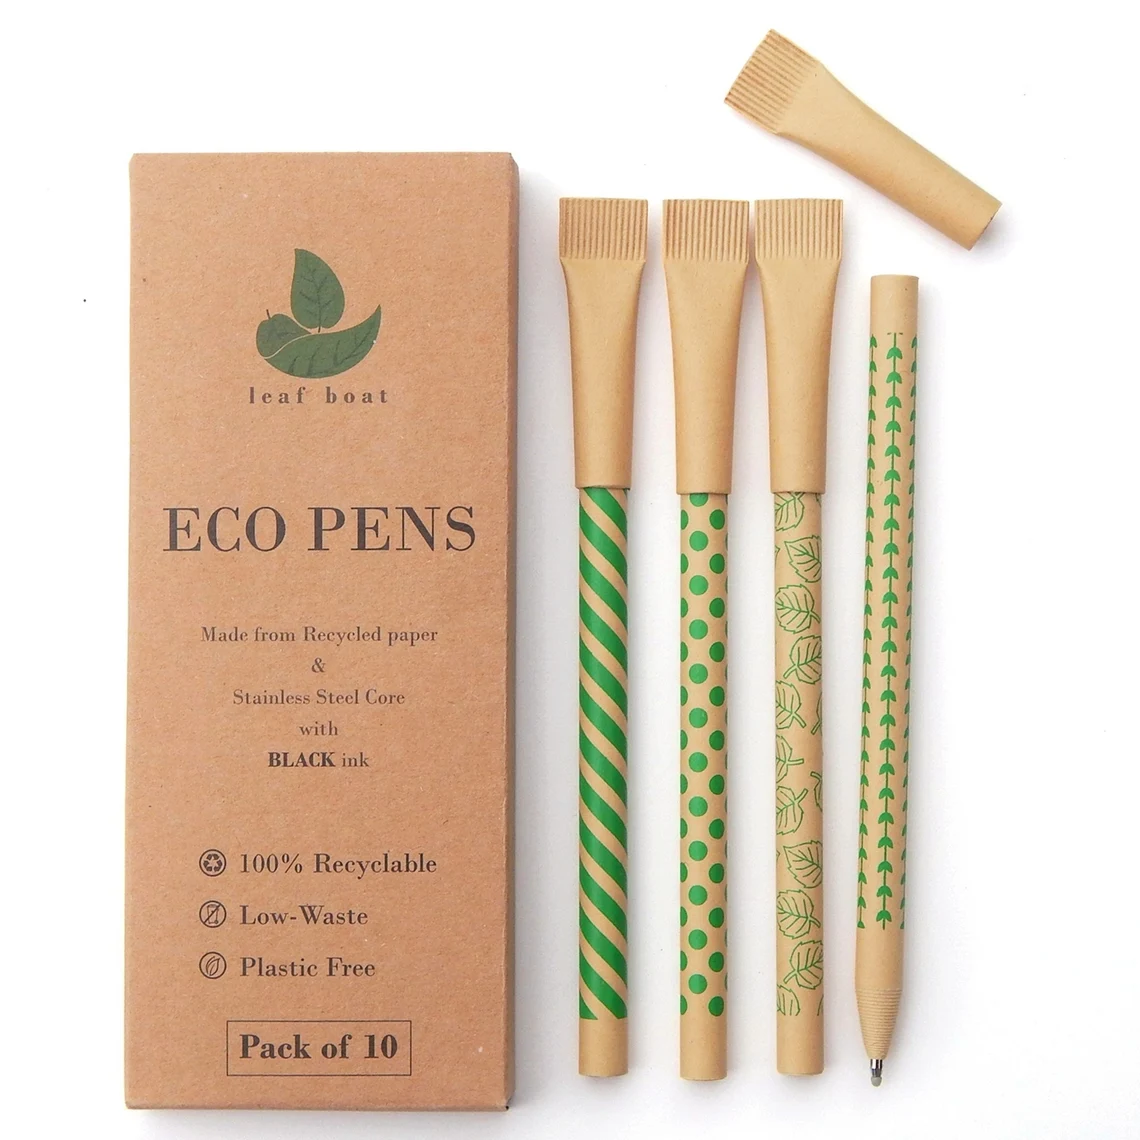 leaf boat
ECO PENS
Made from Recycled paper
&
Stainless Steel Core
with
BLACK ink
100% Recyclable
Low-Waste
Plastic Free
Pack of 10